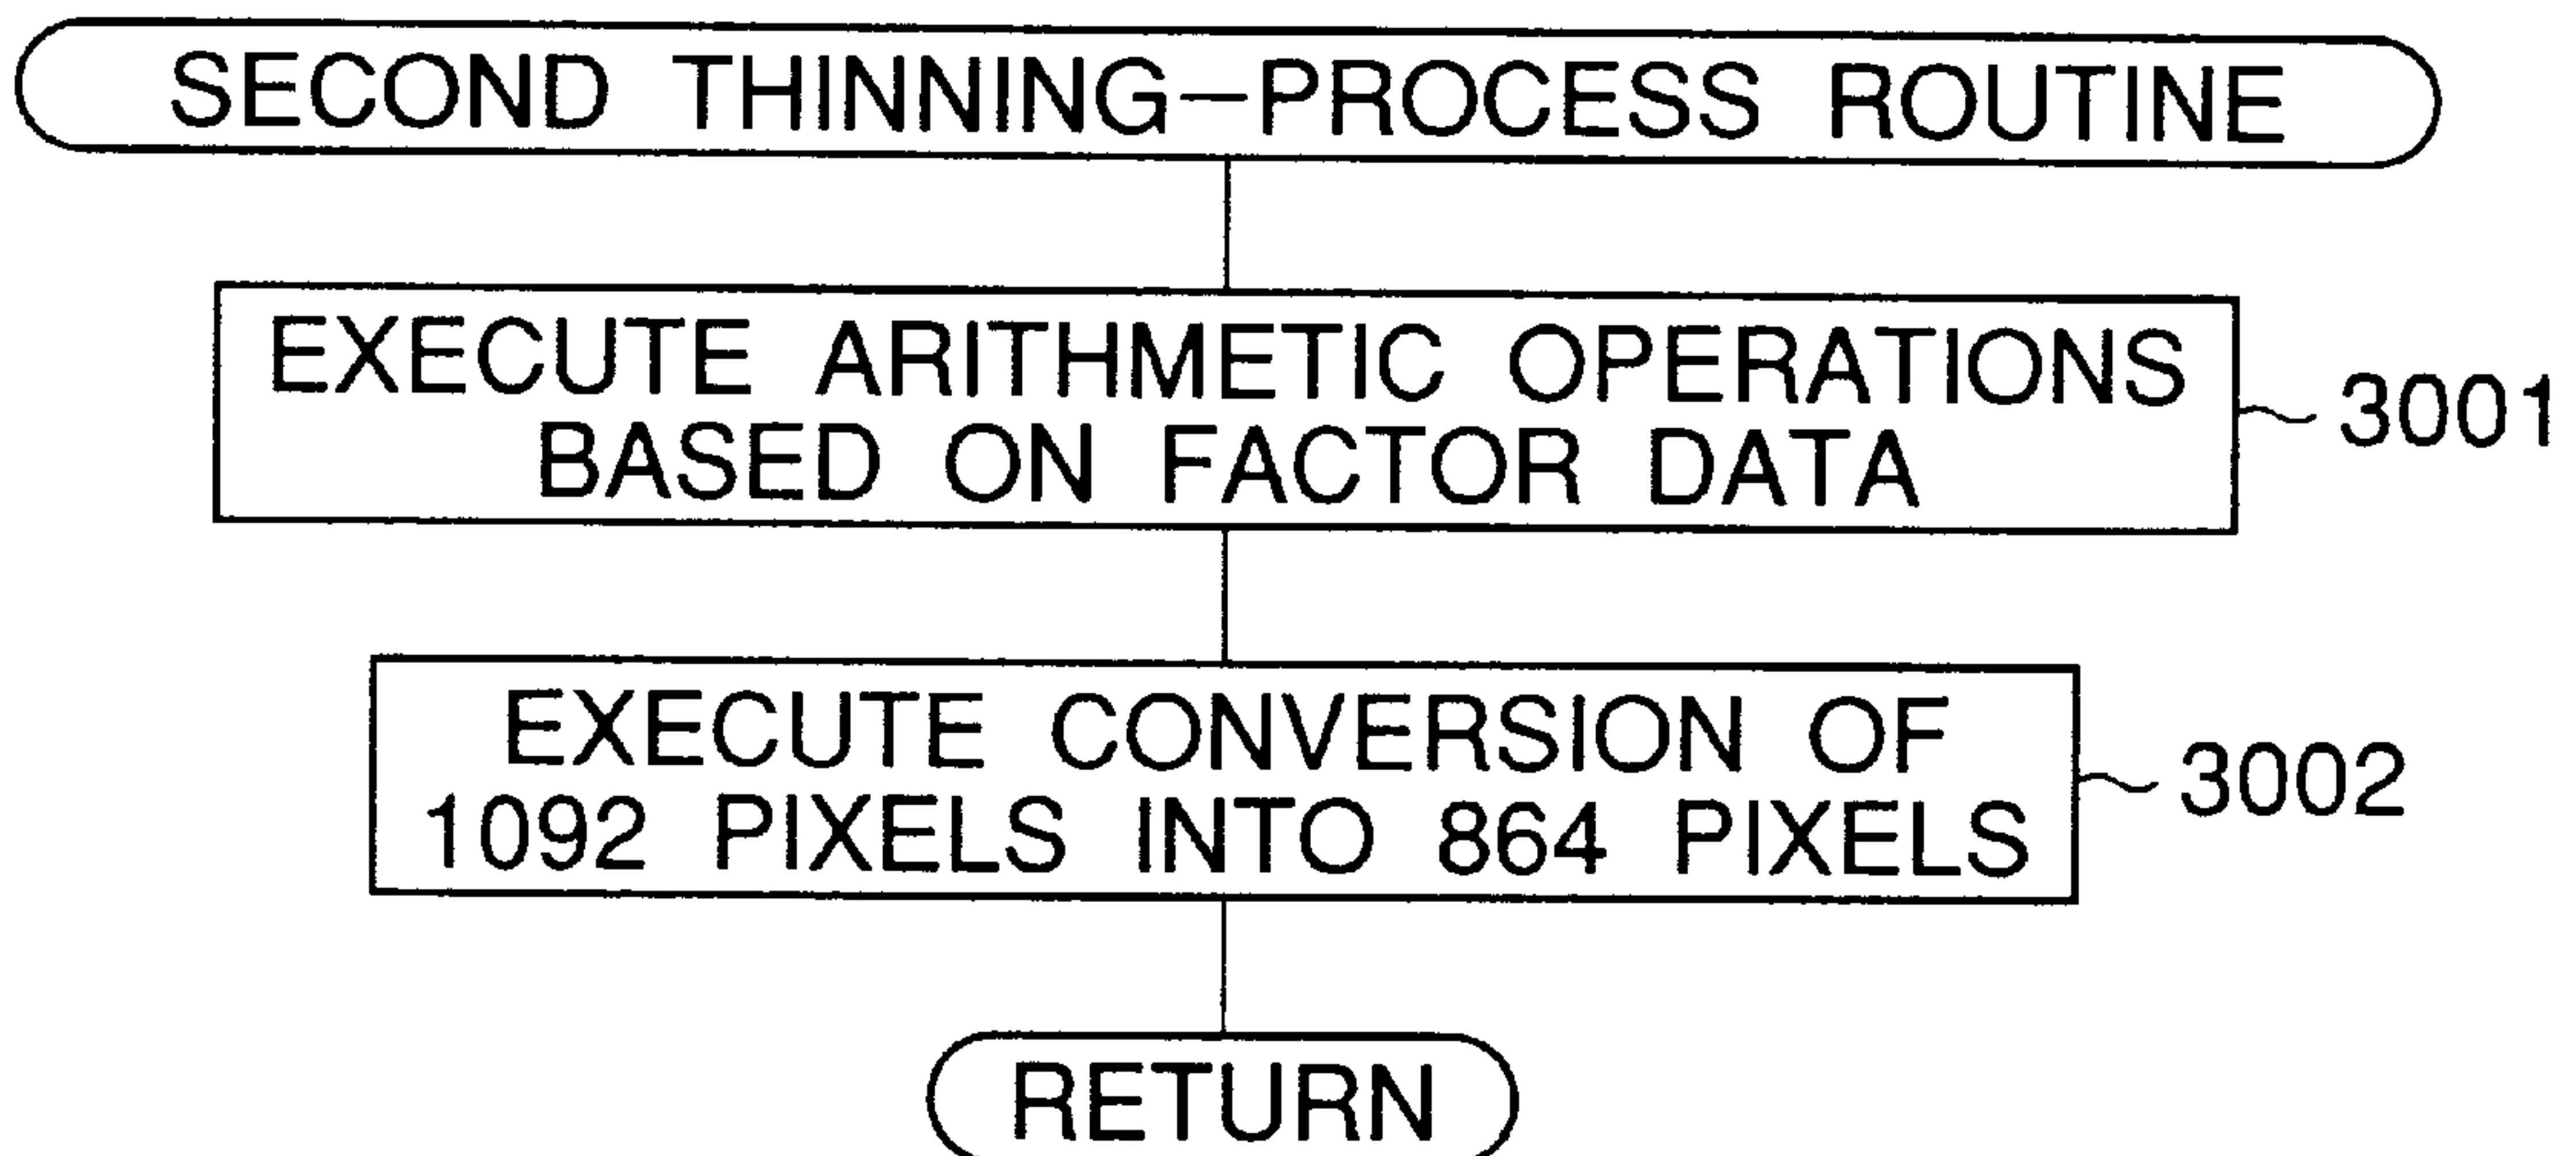 SECOND THINNING-PROCESS ROUTINE
EXECUTE ARITHMETIC OPERATIONS
BASED ON FACTOR DATA
3001
EXECUTE CONVERSION OF
1092 PIXELS INTO 864 PIXELS
3002
RETURN